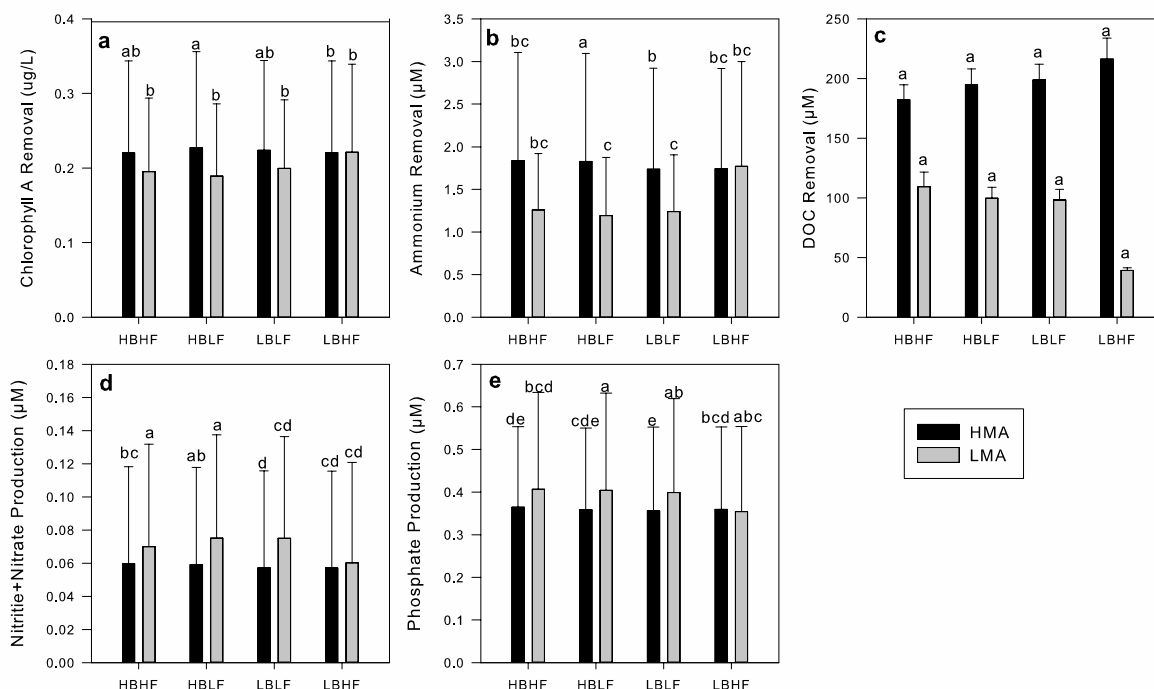 a
Chlorophyll A Removal (ug/L)
0.4
0.3
0.2
0.1
0.0
ab b a b ab b b b
HBHF HBLF LBLF LBHF
b
Ammonium Removal (µM)
3.5
3.0
2.5
2.0
1.5
1.0
0.5
0.0
bc bc a c b c bc bc
HBHF HBLF LBLF LBHF
c
DOC Removal (µM)
250
200
150
100
50
0
a a a a a a a a
HBHF HBLF LBLF LBHF
d
Nitritie+Nitrate Production (µM)
0.18
0.16
0.14
0.12
0.10
0.08
0.06
0.04
0.02
0.00
bc a ab a d cd cd cd
HBHF HBLF LBLF LBHF
e
Phosphate Production (µM)
0.7
0.6
0.5
0.4
0.3
0.2
0.1
0.0
de bcd cde a e ab bcd abc
HBHF HBLF LBLF LBHF
HMA
LMA